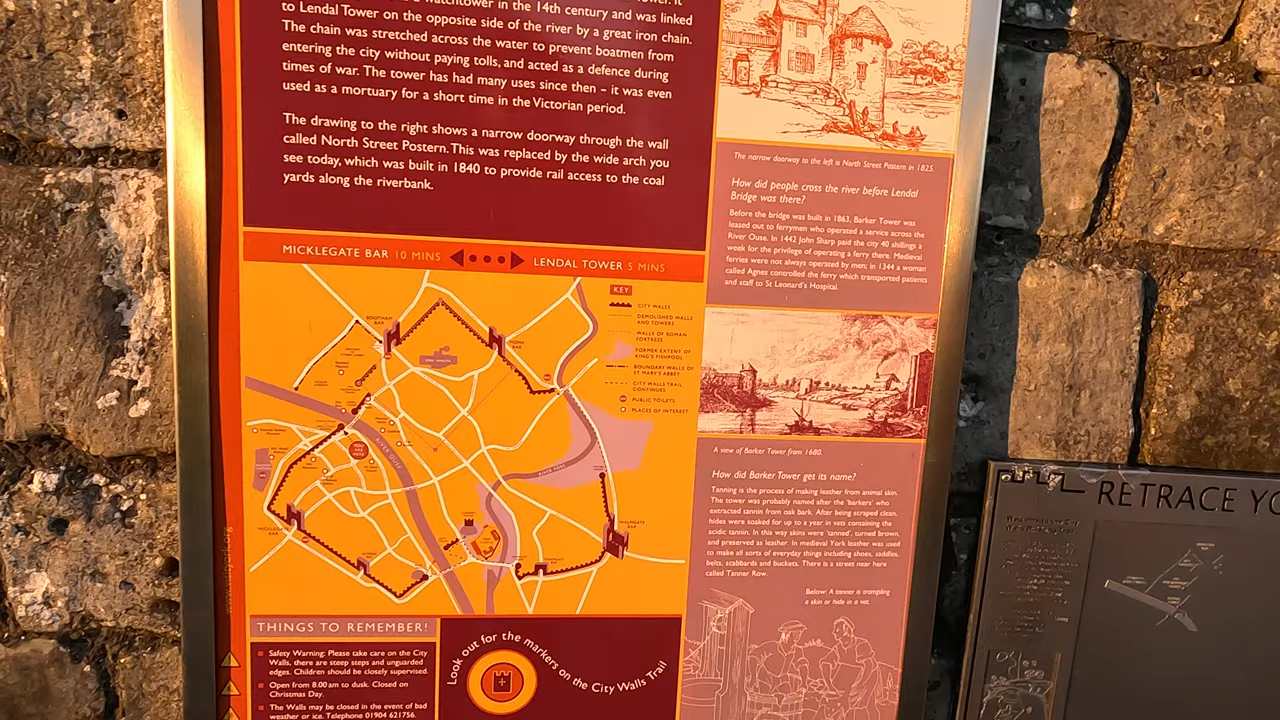 watchtower in the 14th century and was linked
to Lendal Tower on the opposite side of the river by a great iron chain.
The chain was stretched across the water to prevent boatmen from
entering the city without paying tolls, and acted as a defence during
times of war. The tower has had many uses since then – it was even
used as a mortuary for a short time in the Victorian period.
The drawing to the right shows a narrow doorway through the wall
called North Street Postern. This was replaced by the wide arch you
see today, which was built in 1840 to provide rail access to the coal
yards along the riverbank.
The narrow doorway to the left is North Street Postern in 1825.
How did people cross the river before Lendal
Bridge was there?
Before the bridge was built in 1863, Barker Tower was
leased out to ferrymen who operated a service across the
River Ouse. In 1442 John Sharp paid the city 40 shillings a
week for the privilege of operating a ferry there. Medieval
ferries were not always operated by men; in 1344 a woman
called Agnes controlled the ferry which transported patients
and staff to St Leonard's Hospital.
MICKLEGATE BAR 10 MINS
LENDAL TOWER 5 MINS
KEY
CITY WALLS
DEMOLISHED WALLS
AND TOWERS
WALLS OF ROMAN
FORTRESS
FORMER EXTENT OF
KING'S FISHPOOL
BOUNDARY WALLS OF
ST MARY'S ABBEY
CITY WALLS TRAIL
CONTINUES
PUBLIC TOILETS
PLACES OF INTEREST
BOOTHAM
BAR
MONK
BAR
YOU
ARE
HERE
RIVER OUSE
RIVER FOSS
MICKLEGATE
BAR
WALMGATE
BAR
A view of Barker Tower from 1680.
How did Barker Tower get its name?
Tanning is the process of making leather from animal skin.
The tower was probably named after the 'barkers' who
extracted tannin from oak bark. After being scraped clean,
hides were soaked for up to a year in vats containing the
acidic tannin. In this way skins were 'tanned', turned brown,
and preserved as leather. In medieval York leather was used
to make all sorts of everyday things including shoes, saddles,
belts, scabbards and buckets. There is a street near here
called Tanner Row.
Below: A tanner is trampling
a skin or hide in a vat.
THINGS TO REMEMBER!
Safety Warning: Please take care on the City
Walls, there are steep steps and unguarded
edges. Children should be closely supervised.
Open from 8.00am to dusk. Closed on
Christmas Day.
The Walls may be closed in the event of bad
weather or ice. Telephone 01904 621756.
Look out for the markers on the City Walls Trail
RETRACE YO